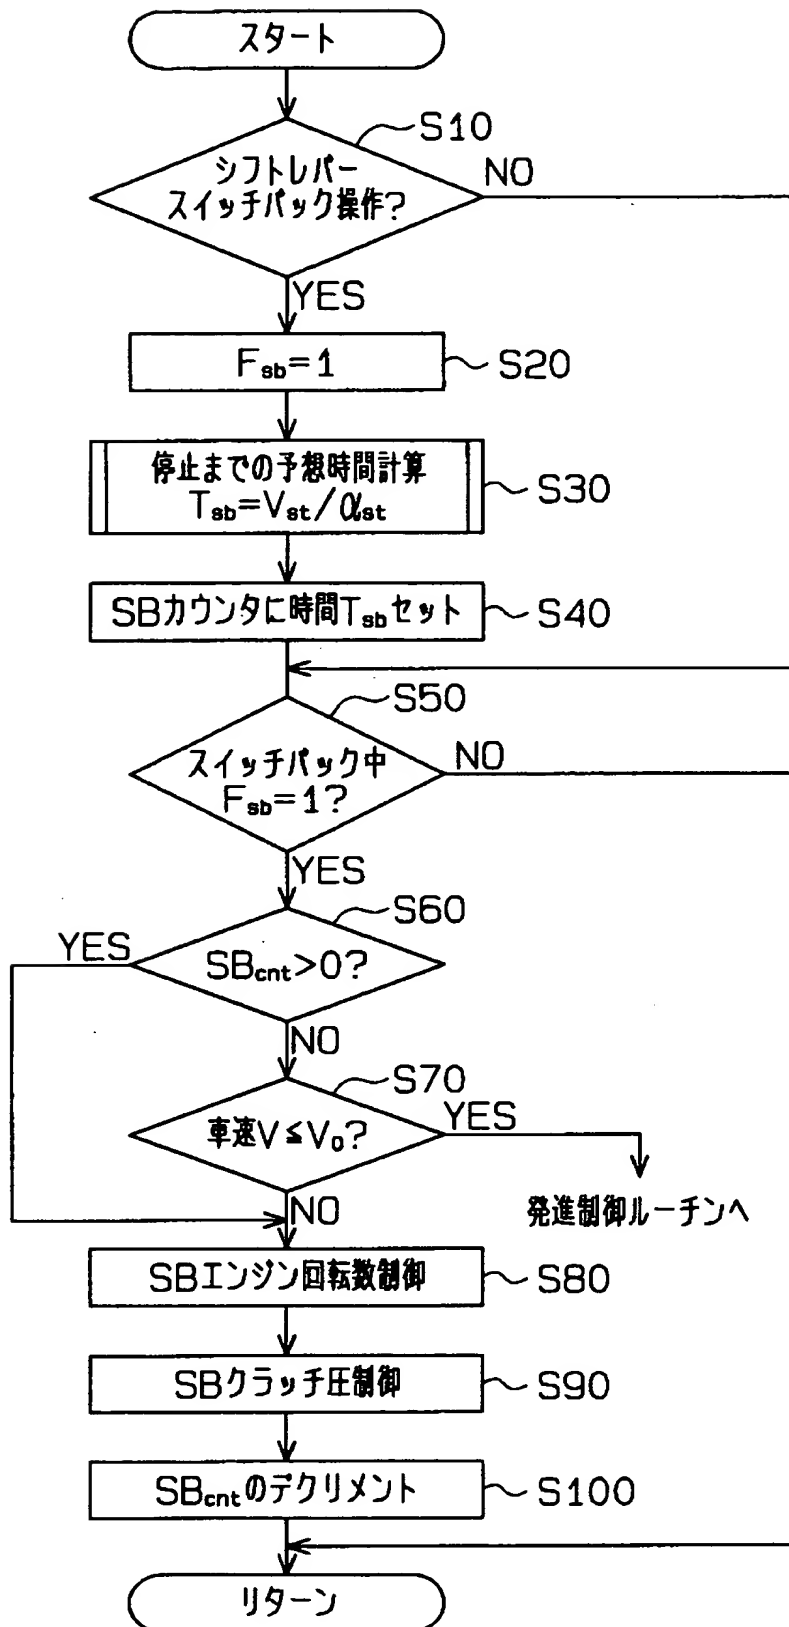 スタート
S10
シフトレバー
スイッチバック操作?
NO
YES
Fsb=1
S20
停止までの予想時間計算
Tsb=Vst/αst
S30
SBカウンタに時間Tsbセット
S40
S50
スイッチバック中
Fsb=1?
NO
YES
S60
YES
SBcnt>0?
NO
S70
車速V≦V0?
YES
NO
発進制御ルーチンへ
SBエンジン回転数制御
S80
SBクラッチ圧制御
S90
SBcntのデクリメント
S100
リターン